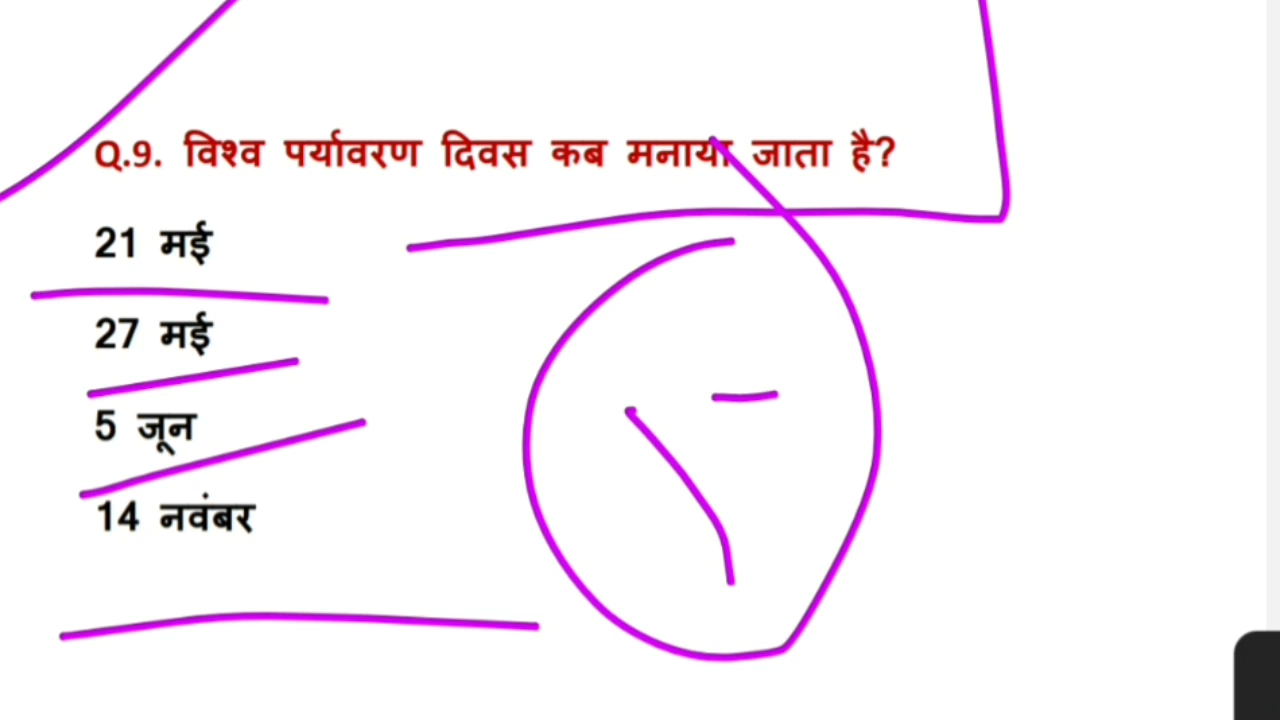 Q.9. विश्व पर्यावरण दिवस कब मनाया जाता है?
21 मई
27 मई
5 जून
14 नवंबर